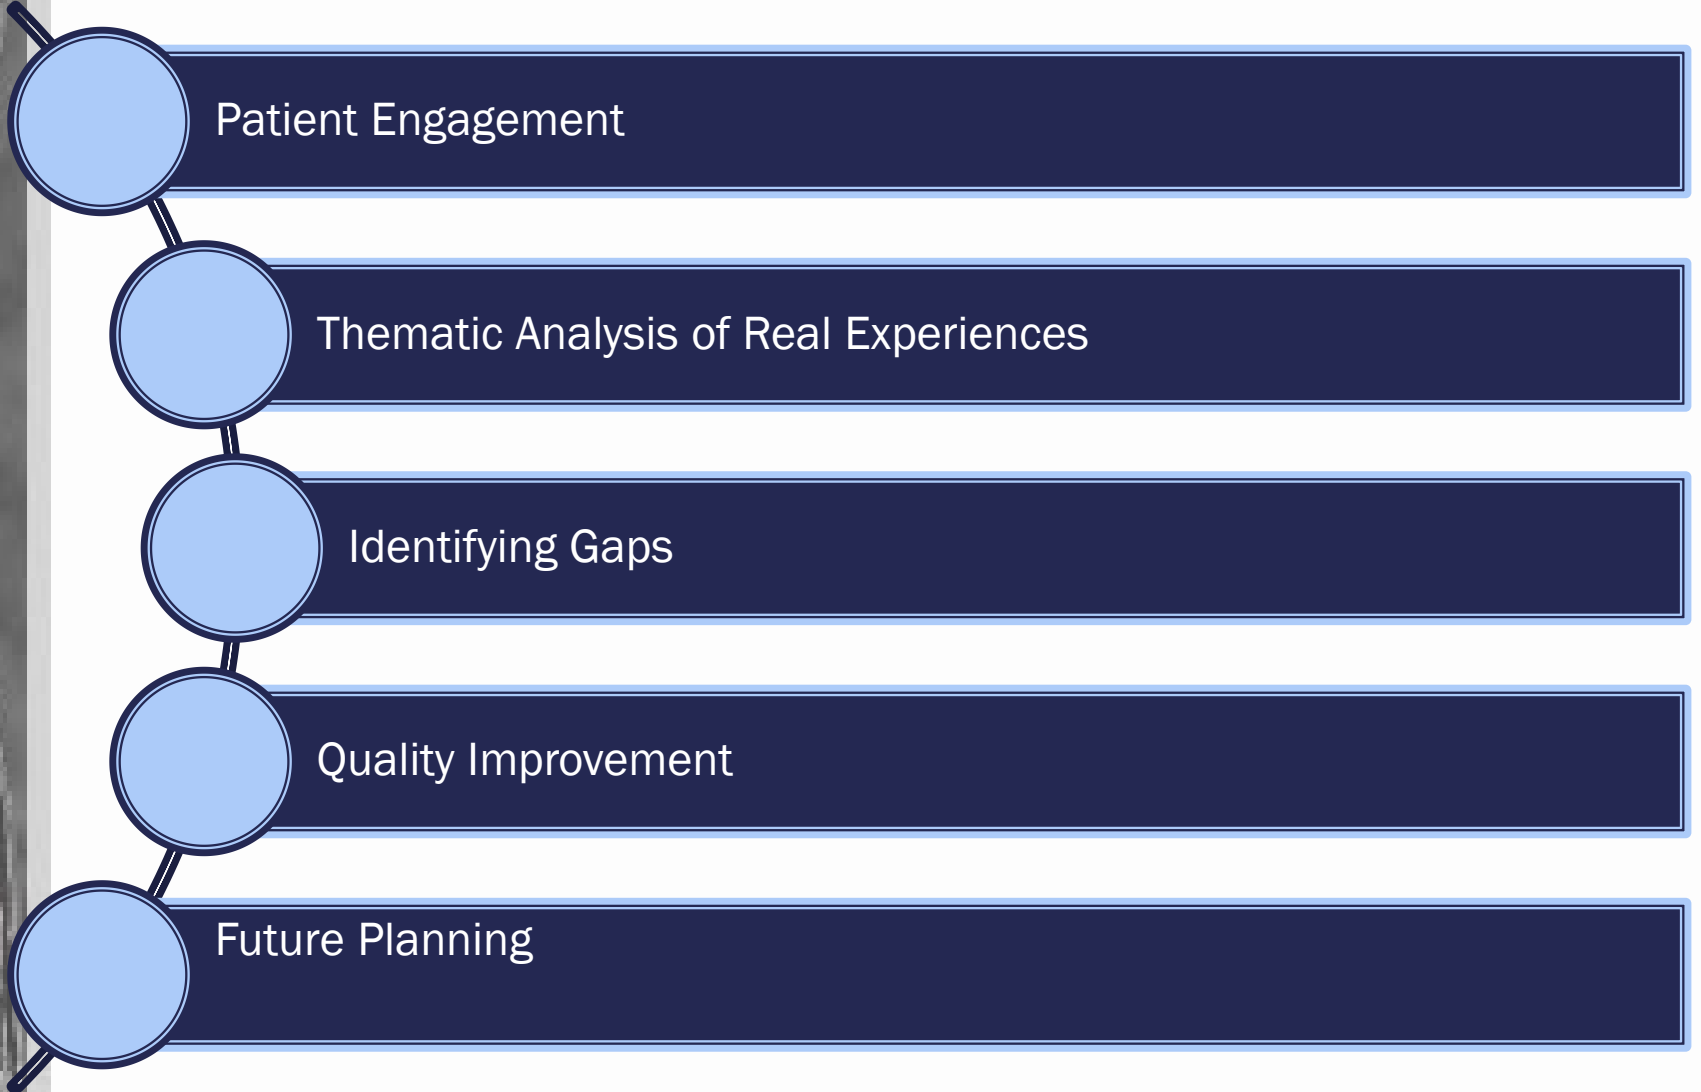 Patient Engagement
Thematic Analysis of Real Experiences
Identifying Gaps
Quality Improvement
Future Planning